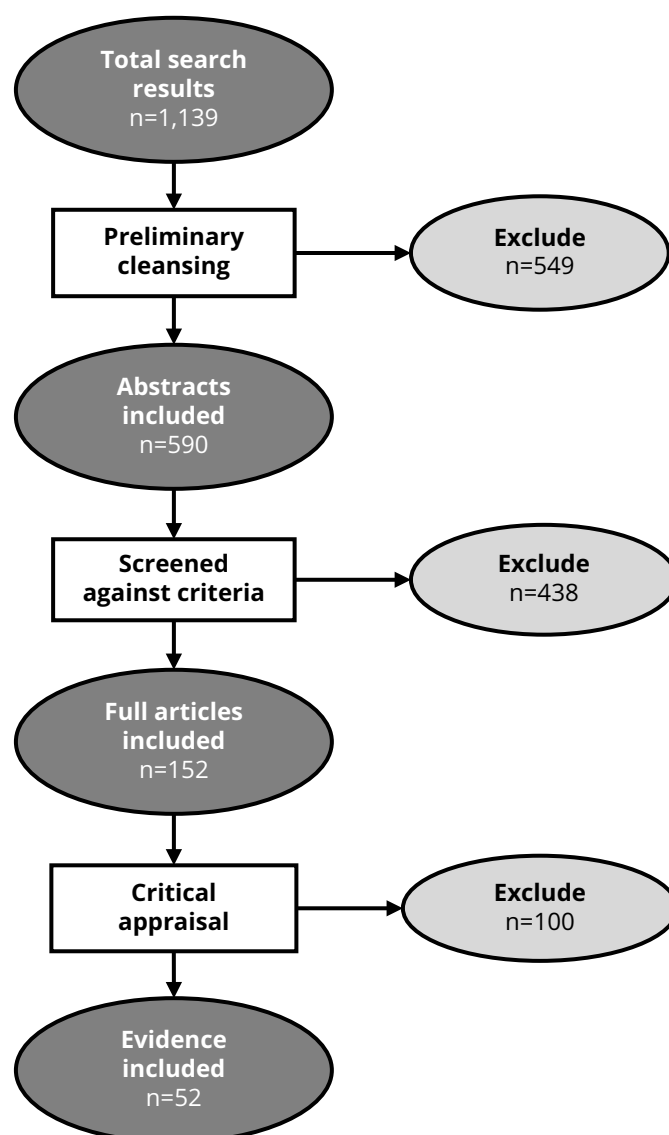 Total search
results
n=1,139
Preliminary
cleansing
Exclude
n=549
Abstracts
included
n=590
Screened
against criteria
Exclude
n=438
Full articles
included
n=152
Critical
appraisal
Exclude
n=100
Evidence
included
n=52